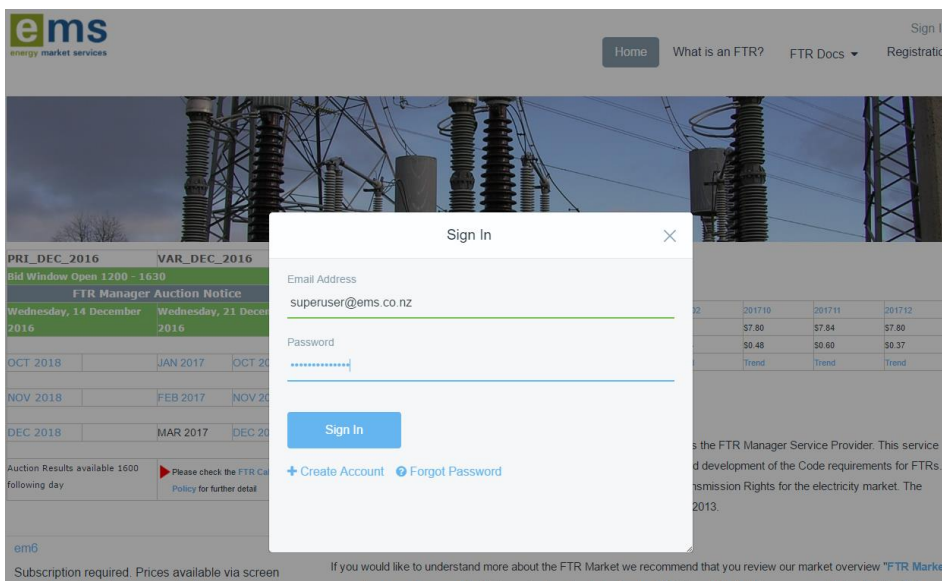 ems
energy market services
Sign I
Home What is an FTR? FTR Docs Registratio
PRI_DEC_2016 VAR_DEC_2016
Bid Window Open 1200 - 1630
FTR Manager Auction Notice
Wednesday, 14 December Wednesday, 21 Decem
2016 2016
OCT 2018 JAN 2017 OCT 20
NOV 2018 FEB 2017 NOV 20
DEC 2018 MAR 2017 DEC 20
Auction Results available 1600
following day
Please check the FTR Cal
Policy for further detail
em6
Subscription required. Prices available via screen
Sign In
Email Address
superuser@ems.co.nz
Password
Sign In
Create Account Forgot Password
02 201710 201711 201712
$7.80 $7.84 $7.80
$0.48 $0.60 $0.37
Trend Trend Trend
s the FTR Manager Service Provider. This service
d development of the Code requirements for FTRs.
nsmission Rights for the electricity market. The
2013.
If you would like to understand more about the FTR Market we recommend that you review our market overview "FTR Marke